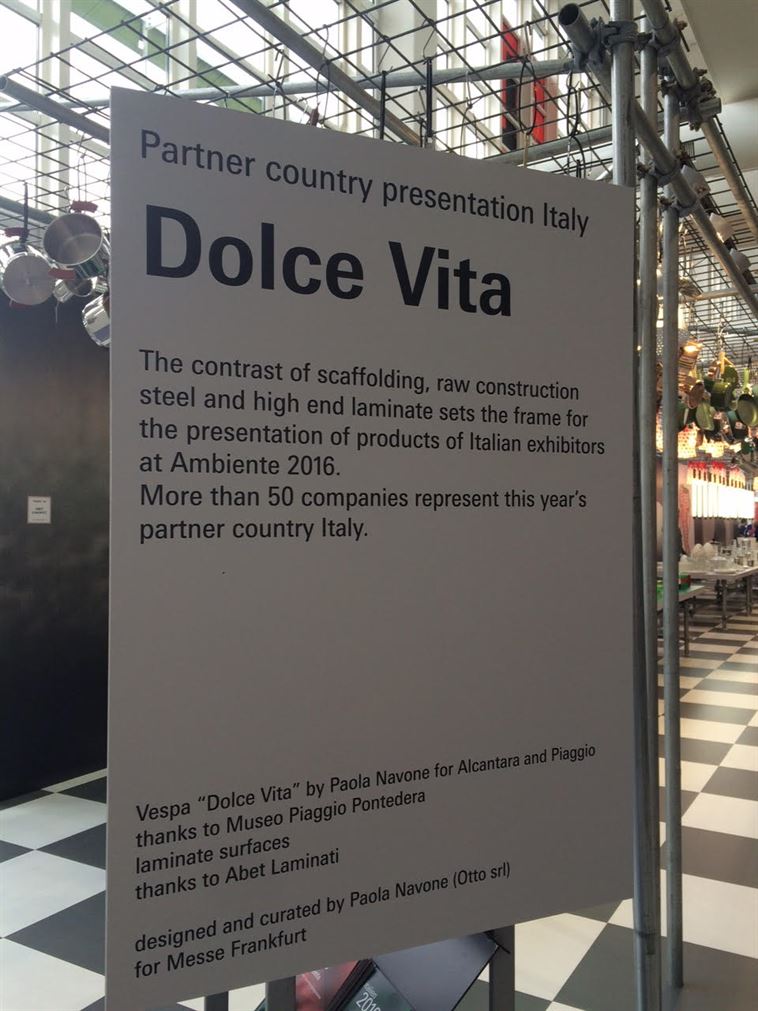 Partner country presentation Italy
Dolce Vita
The contrast of scaffolding, raw construction
steel and high end laminate sets the frame for
the presentation of products of Italian exhibitors
at Ambiente 2016.
More than 50 companies represent this year's
partner country Italy.
Vespa “Dolce Vita” by Paola Navone for Alcantara and Piaggio
thanks to Museo Piaggio Pontedera
laminate surfaces
thanks to Abet Laminati
designed and curated by Paola Navone (Otto srl)
for Messe Frankfurt